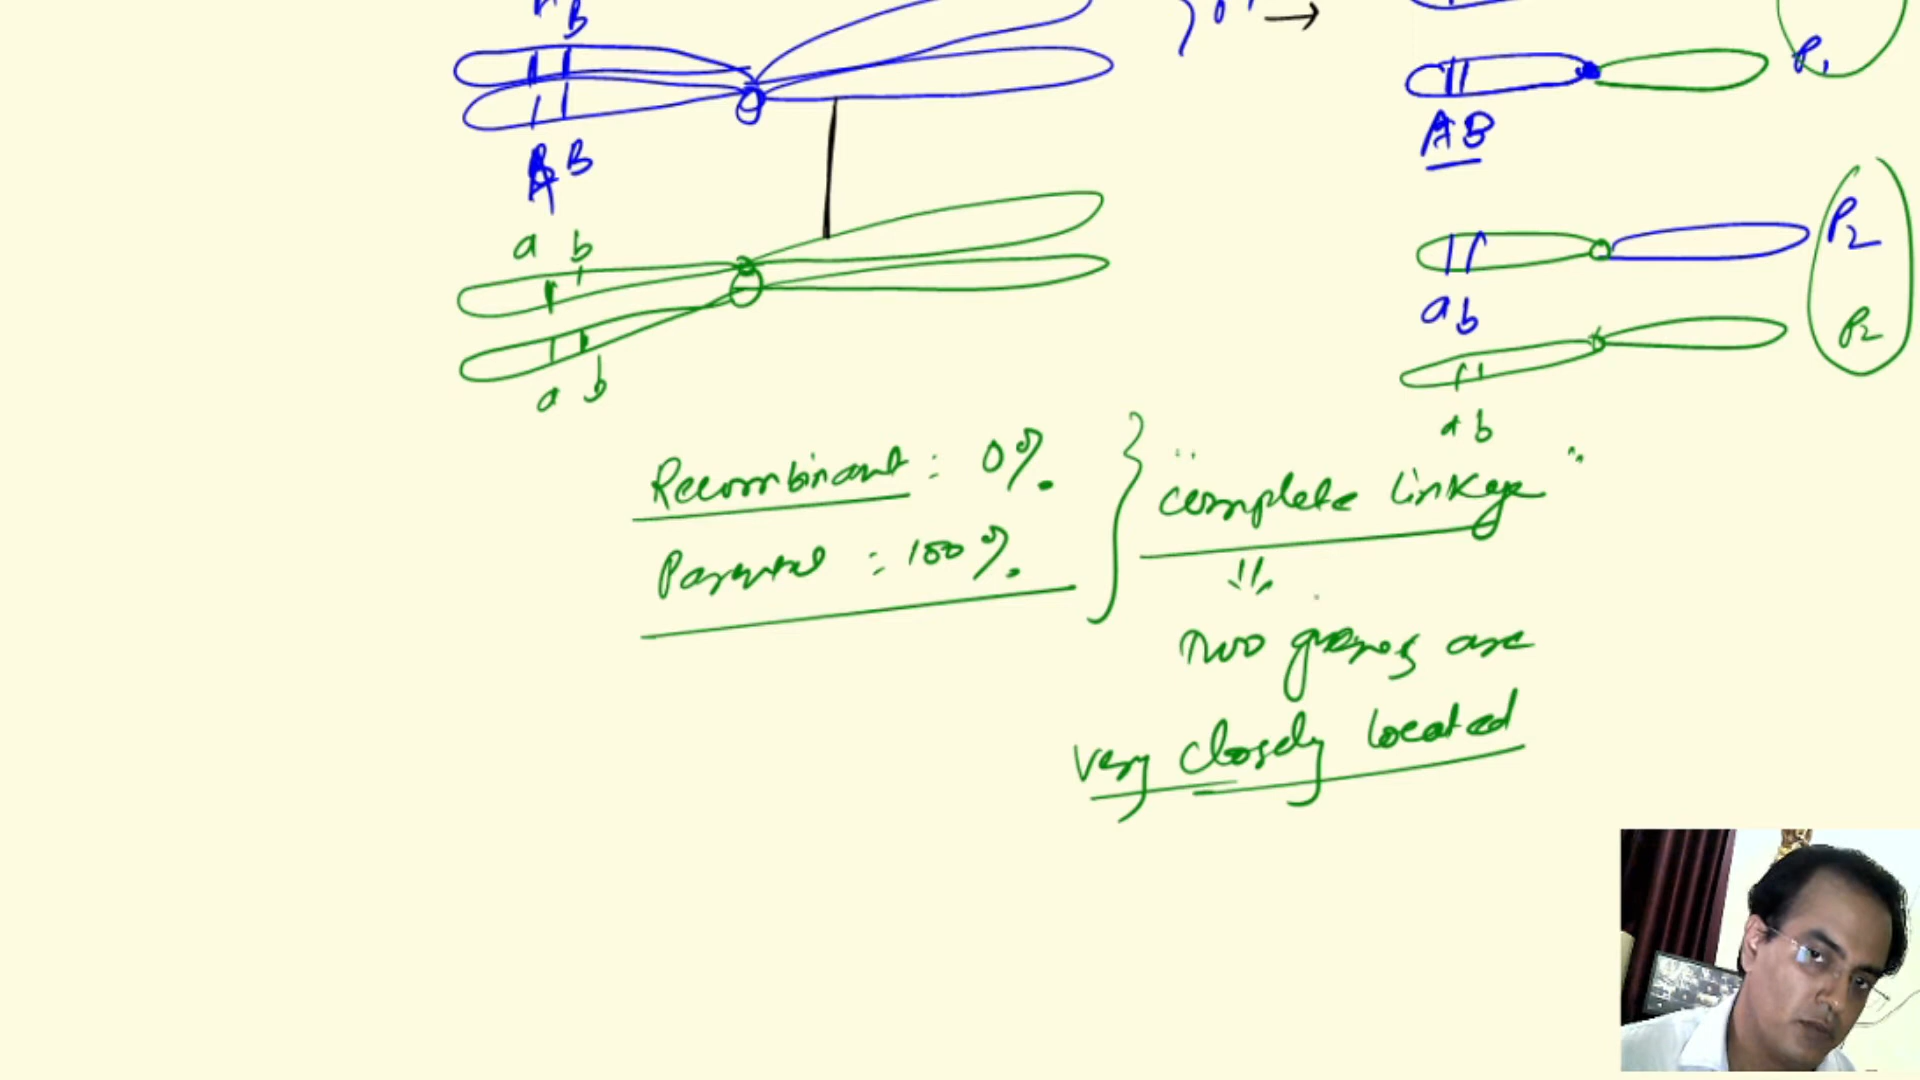 B
A B
a b
a b
P1
AB
P2
ab
P2
a b
Recombinant : 0%.
Parental : 100%.
"complete linkage"
Two genes are
very closely located